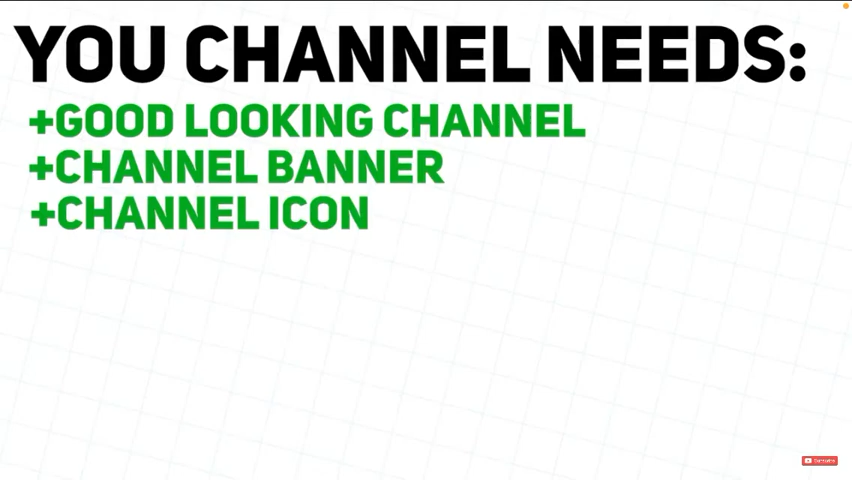 YOU CHANNEL NEEDS:
+GOOD LOOKING CHANNEL
+CHANNEL BANNER
+CHANNEL ICON